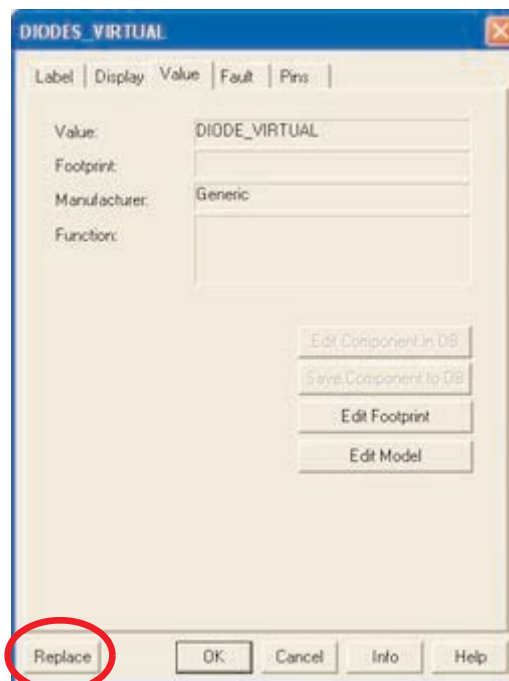 DIODES_VIRTUAL
Label Display Value Fault Pins
Value: DIODE_VIRTUAL
Footprint:
Manufacturer: Generic
Function:
Edit Component in DB
Save Component to DB
Edit Footprint
Edit Model
Replace OK Cancel Info Help